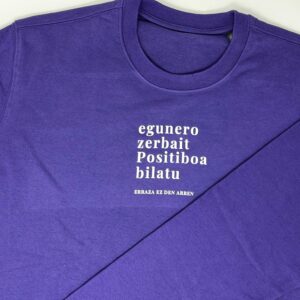 egunero
zerbait
Positiboa
bilatu
ERRAZA EZ DEN ARREN